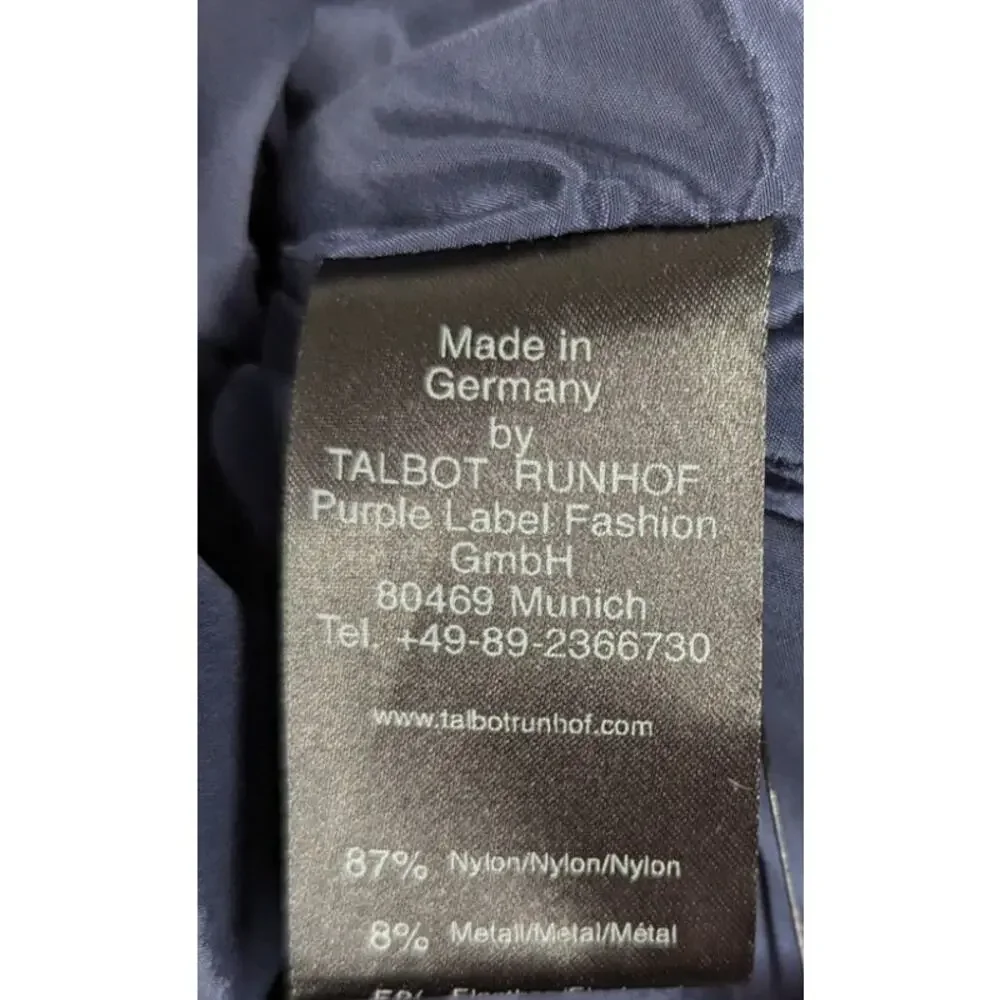 Made in
Germany
by
TALBOT RUNHOF
Purple Label Fashion
GmbH
80469 Munich
Tel. +49-89-2366730
www.talbotrunhof.com
87% Nylon/Nylon/Nylon
8% Metall/Metal/Métal
5%